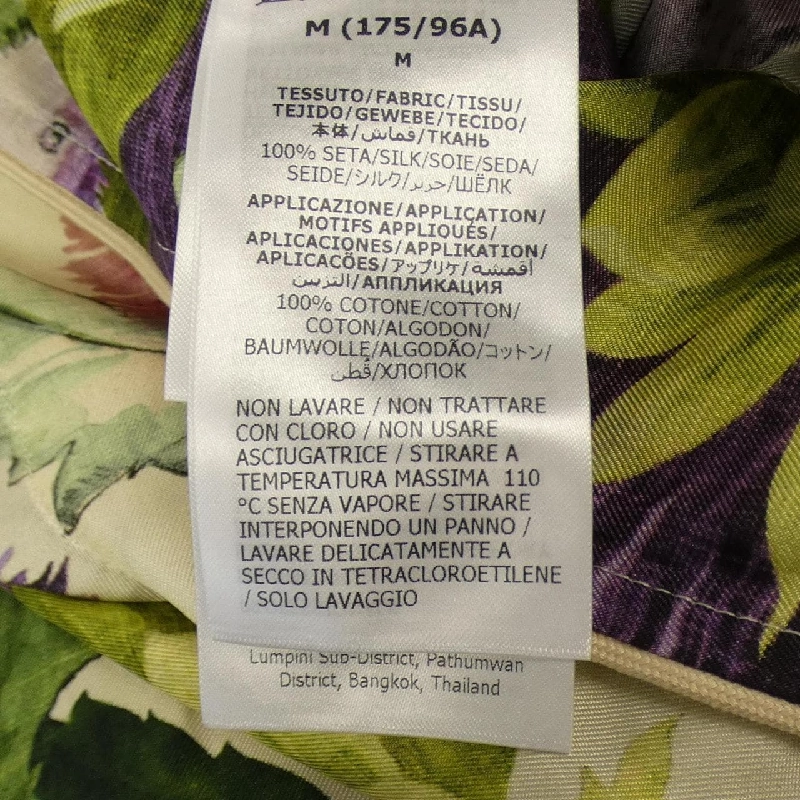 M (175/96A)
M
TESSUTO/FABRIC/TISSU/
TEJIDO/GEWEBE/TECIDO/
本体/قماش/ТКАНЬ
100% SETA/SILK/SOIE/SEDA/
SEIDE/シルク/حرير/ШЁЛК
APPLICAZIONE/APPLICATION/
MOTIFS APPLIQUÉS/
APLICACIONES/APPLIKATION/
APLICACÕES/アップリケ/أقمشة
التزيين/АППЛИКАЦИЯ
100% COTONE/COTTON/
COTON/ALGODON/
BAUMWOLLE/ALGODÃO/コットン/
قُطن/ХЛОПОК
NON LAVARE / NON TRATTARE
CON CLORO / NON USARE
ASCIUGATRICE / STIRARE A
TEMPERATURA MASSIMA 110
°C SENZA VAPORE / STIRARE
INTERPONENDO UN PANNO /
LAVARE DELICATAMENTE A
SECCO IN TETRACLOROETILENE
/ SOLO LAVAGGIO
Lumpini Sub-District, Pathumwan
District, Bangkok, Thailand